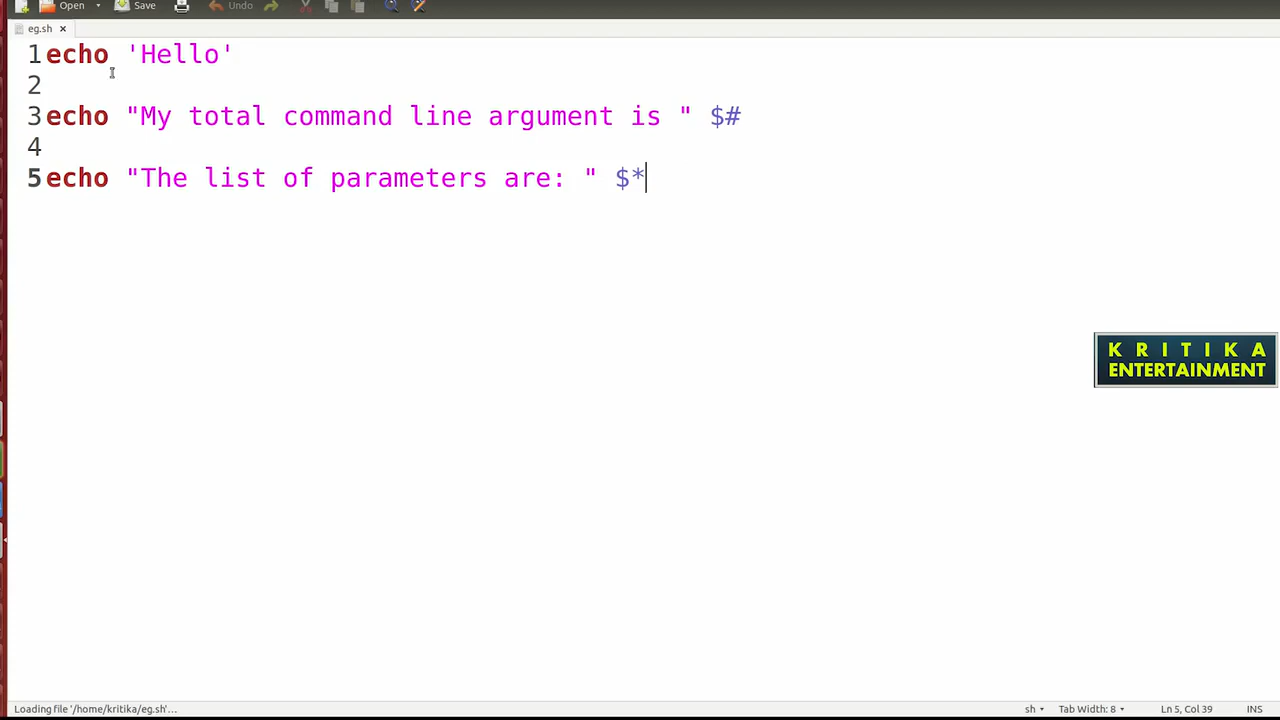 Open Save Undo
eg.sh
1echo 'Hello'
2
3echo "My total command line argument is " $#
4
5echo "The list of parameters are: " $*
KRITIKA
ENTERTAINMENT
Loading file '/home/kritika/eg.sh'... sh Tab Width: 8 Ln 5, Col 39 INS